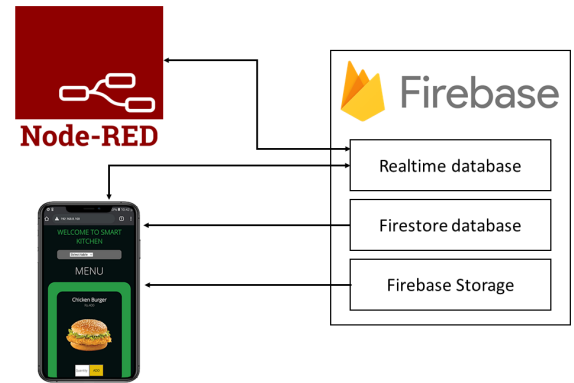 Node-RED
Firebase
Realtime database
Firestore database
Firebase Storage
WELCOME TO SMART
KITCHEN
MENU
Chicken Burger